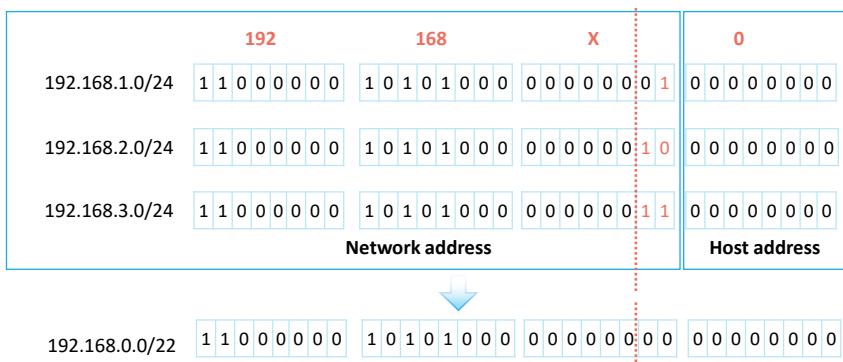 192 168 X 0
192.168.1.0/24 1 1 0 0 0 0 0 0 1 0 1 0 1 0 0 0 0 0 0 0 0 0 0 1 0 0 0 0 0 0 0 0
192.168.2.0/24 1 1 0 0 0 0 0 0 1 0 1 0 1 0 0 0 0 0 0 0 0 0 1 0 0 0 0 0 0 0 0 0
192.168.3.0/24 1 1 0 0 0 0 0 0 1 0 1 0 1 0 0 0 0 0 0 0 0 0 1 1 0 0 0 0 0 0 0 0
Network address Host address
192.168.0.0/22 1 1 0 0 0 0 0 0 1 0 1 0 1 0 0 0 0 0 0 0 0 0 0 0 0 0 0 0 0 0 0 0